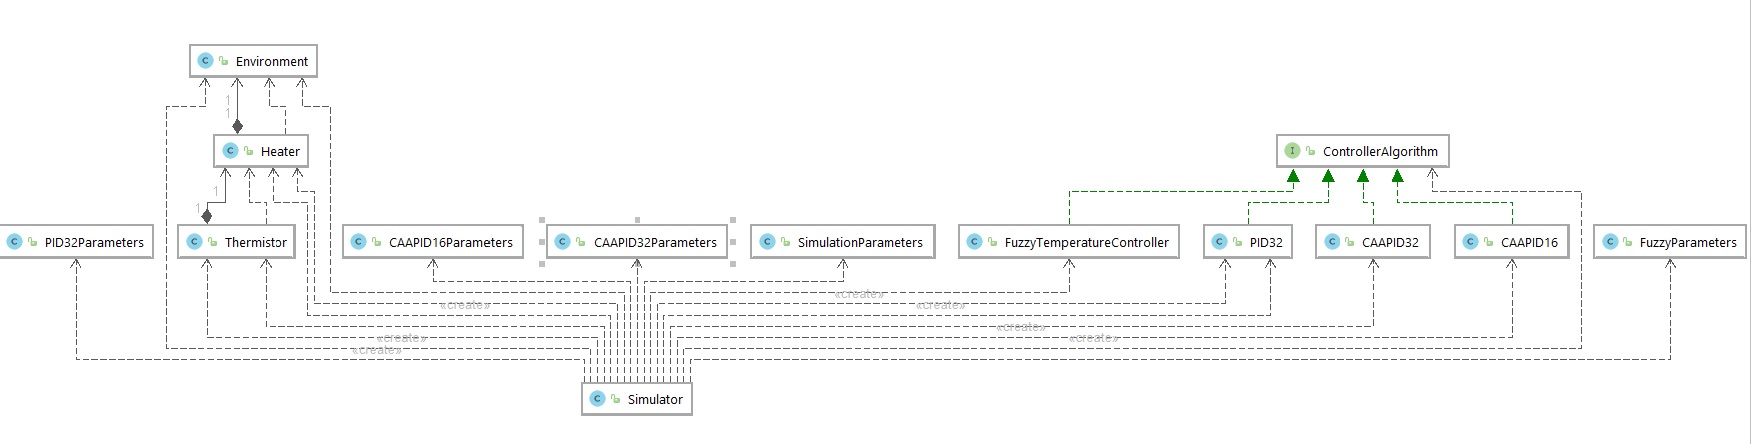 Environment
1
1
Heater
ControllerAlgorithm
1
1
PID32Parameters
Thermistor
CAAPID16Parameters
CAAPID32Parameters
SimulationParameters
FuzzyTemperatureController
PID32
CAAPID32
CAAPID16
FuzzyParameters
«create»
«create»
«create»
«create»
«create»
«create»
«create»
Simulator